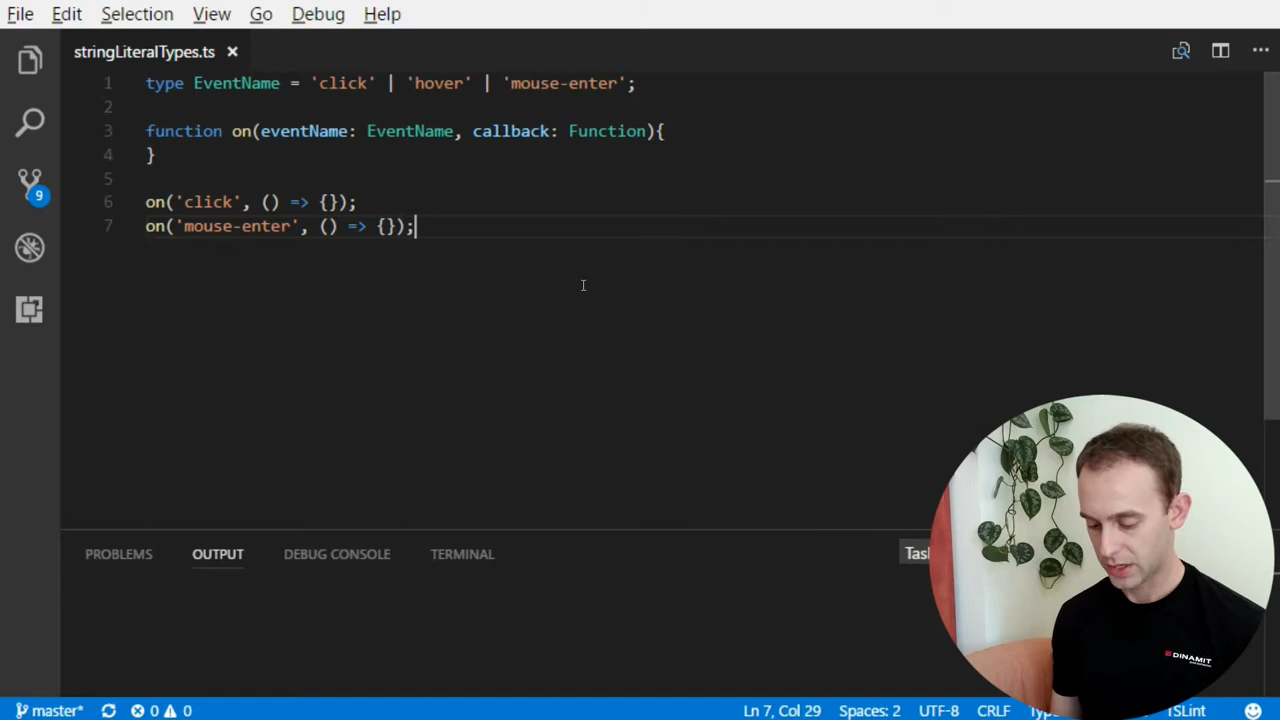 File Edit Selection View Go Debug Help
stringLiteralTypes.ts
1 type EventName = 'click' | 'hover' | 'mouse-enter';
2
3 function on(eventName: EventName, callback: Function){
4 }
5
6 on('click', () => {});
7 on('mouse-enter', () => {});
9
PROBLEMS OUTPUT DEBUG CONSOLE TERMINAL
DINAMIT
master* 0 0 Ln 7, Col 29 Spaces: 2 UTF-8 CRLF TSLint